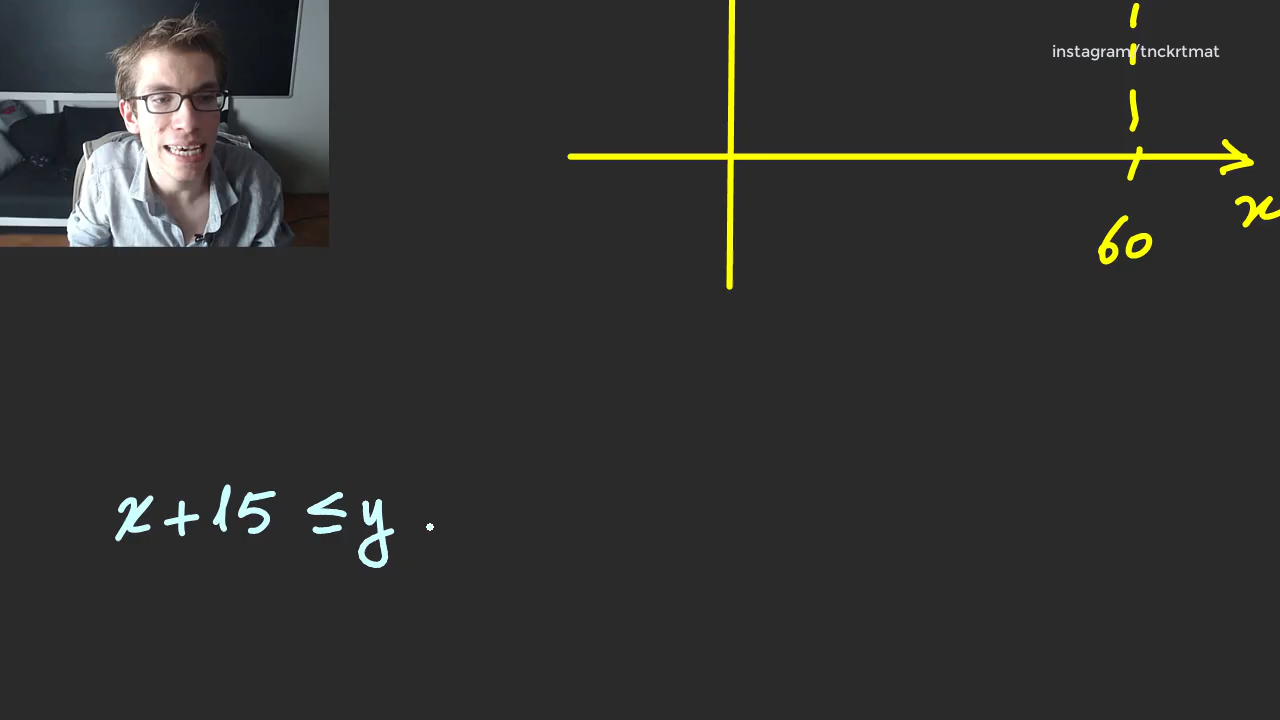 instagram/tnckrtmat
x
60
x+15 ≤ y